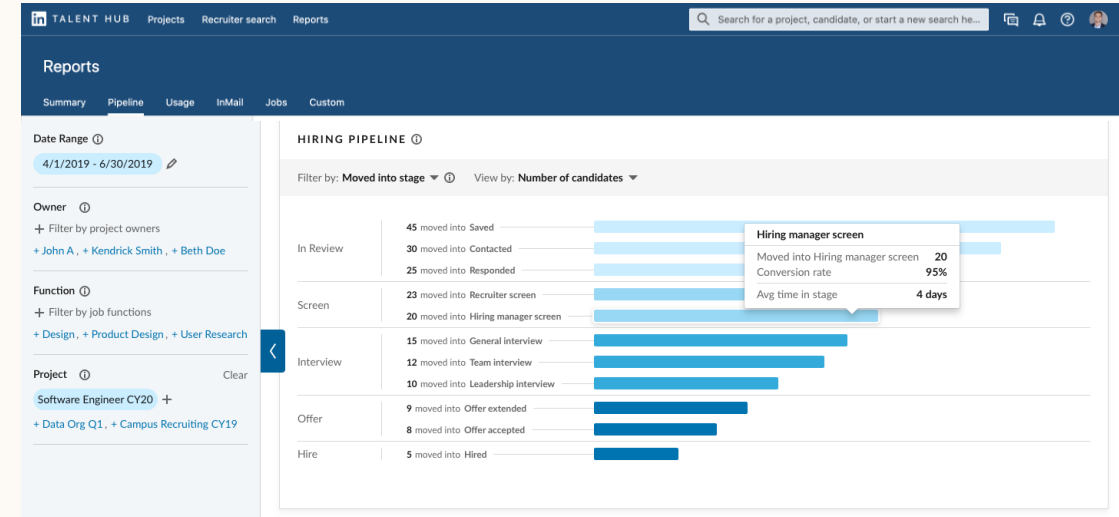 in TALENT HUB Projects Recruiter search Reports Search for a project, candidate, or start a new search he...
Reports
Summary Pipeline Usage InMail Jobs Custom
Date Range
4/1/2019 - 6/30/2019
Owner
+ Filter by project owners
+ John A , + Kendrick Smith , + Beth Doe
Function
+ Filter by job functions
+ Design, + Product Design, + User Research
Project Clear
Software Engineer CY20 +
+ Data Org Q1, + Campus Recruiting CY19
HIRING PIPELINE
Filter by: Moved into stage View by: Number of candidates
In Review
45 moved into Saved
30 moved into Contacted
25 moved into Responded
Screen
23 moved into Recruiter screen
20 moved into Hiring manager screen
Interview
15 moved into General interview
12 moved into Team interview
10 moved into Leadership interview
Offer
9 moved into Offer extended
8 moved into Offer accepted
Hire
5 moved into Hired
Hiring manager screen
Moved into Hiring manager screen 20
Conversion rate 95%
Avg time in stage 4 days